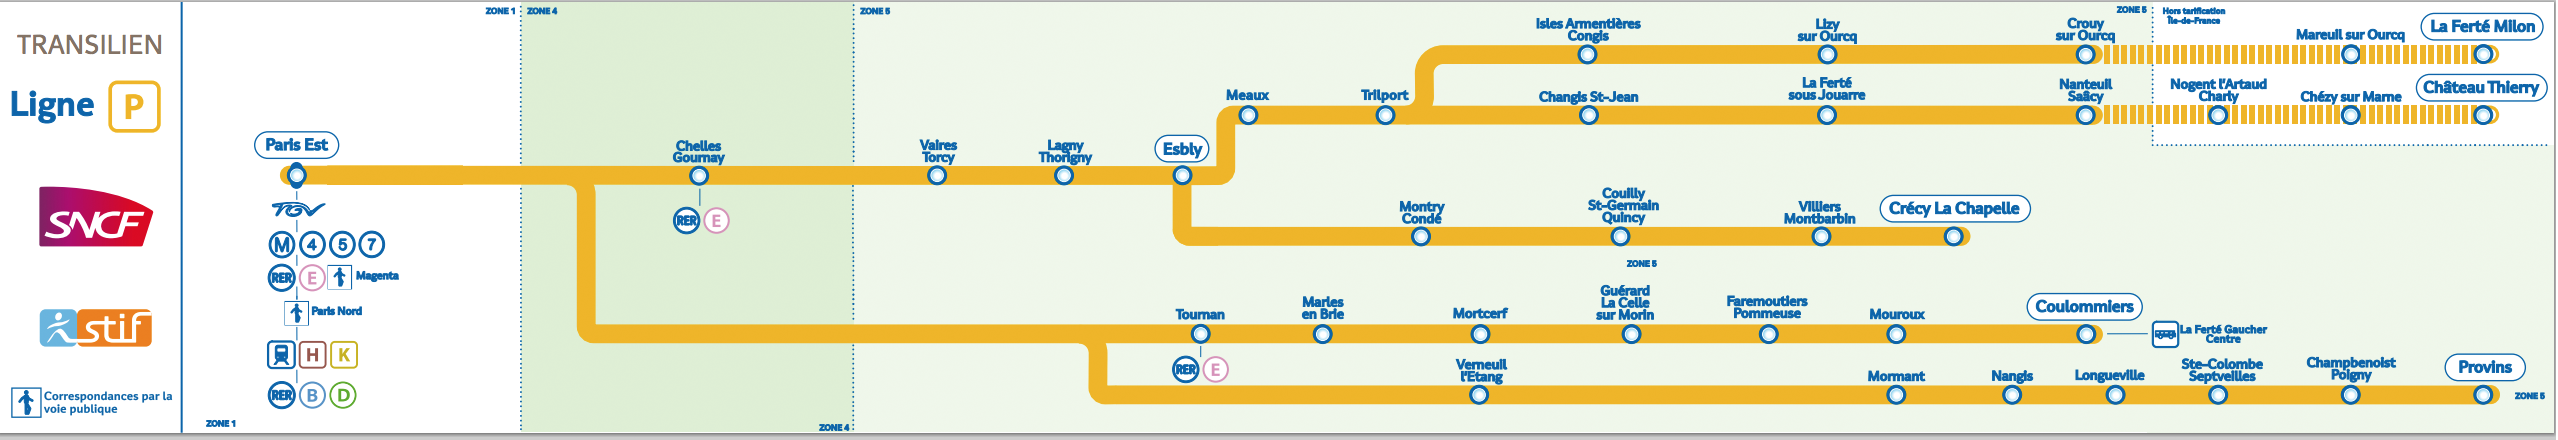 TRANSILIEN
Ligne P
SNCF
stif
Correspondances par la
voie publique
ZONE 1
ZONE 4
ZONE 5
ZONE 5
Hors tarification
Île-de-France
Isles Armentières
Congis
Lizy
sur Ourcq
Crouy
sur Ourcq
Mareuil sur Ourcq
La Ferté Milon
Meaux
Trilport
Changis St-Jean
La Ferté
sous Jouarre
Nanteuil
Saâcy
Nogent l'Artaud
Charly
Chézy sur Marne
Château Thierry
Paris Est
Chelles
Gournay
Vaires
Torcy
Lagny
Thorigny
Esbly
TGV
M 4 5 7
RER E Magenta
Paris Nord
H K
RER B D
RER E
Montry
Condé
Couilly
St-Germain
Quincy
Villiers
Montbarbin
Crécy La Chapelle
ZONE 5
Tournan
Marles
en Brie
Mortcerf
Guérard
La Celle
sur Morin
Faremoutiers
Pommeuse
Mouroux
Coulommiers
La Ferté Gaucher
Centre
RER E
Verneuil
l'Etang
Mormant
Nangis
Longueville
Ste-Colombe
Septveilles
Champbenoist
Poigny
Provins
ZONE 5
ZONE 1
ZONE 4